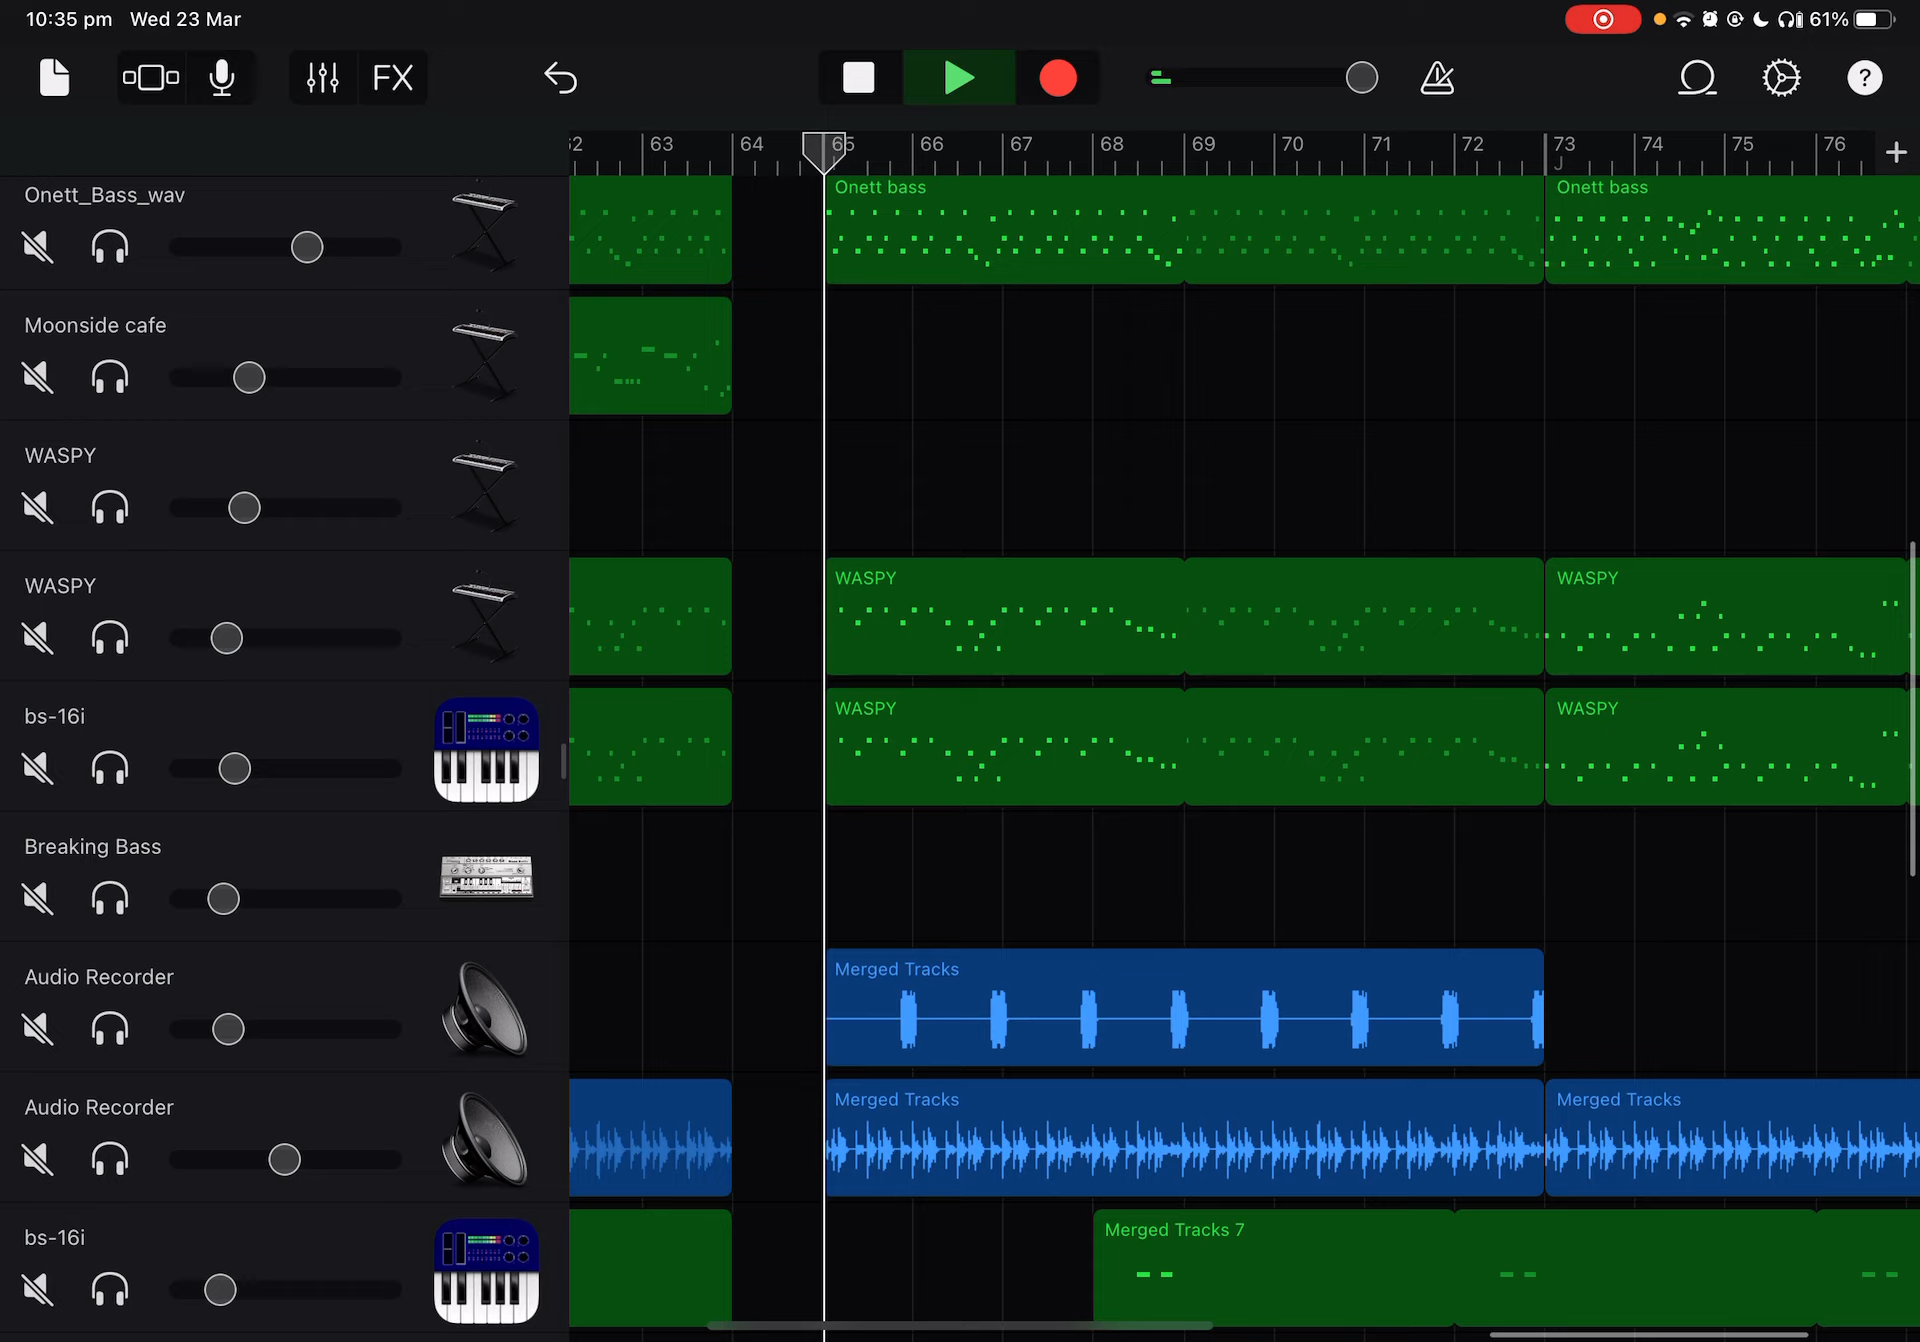 10:35 pm Wed 23 Mar
61%
FX
?
63 64 65 66 67 68 69 70 71 72 73 74 75 76 +
J
Onett_Bass_wav
Onett bass
Onett bass
Moonside cafe
WASPY
WASPY
WASPY
WASPY
bs-16i
WASPY
WASPY
Breaking Bass
Audio Recorder
Merged Tracks
Audio Recorder
Merged Tracks
Merged Tracks
bs-16i
Merged Tracks 7